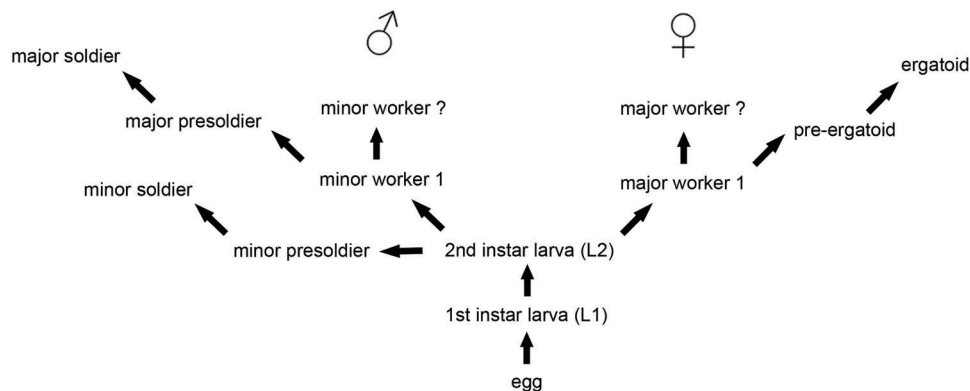 major soldier
ergatoid
minor worker ?
major worker ?
major presoldier
pre-ergatoid
minor worker 1
major worker 1
minor soldier
minor presoldier
2nd instar larva (L2)
1st instar larva (L1)
egg